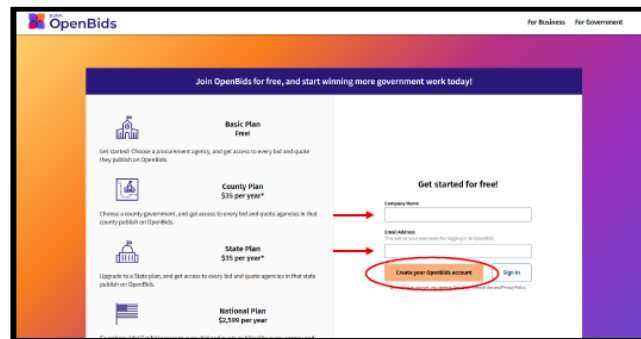 OpenBids
For Business For Government
Join OpenBids for free, and start winning more government work today!
Basic Plan
Free!
Get started! Choose a procurement agency, and get access to every bid and quote
they publish on OpenBids.
County Plan
$35 per year*
Choose a county government, and get access to every bid and quote agencies in that
county publish on OpenBids.
State Plan
$35 per year*
Upgrade to a State plan, and get access to every bid and quote agencies in that state
publish on OpenBids.
National Plan
$2,599 per year
Get started for free!
Company Name
Email Address
This will be your username for logging in to OpenBids
Create your OpenBids account
Sign In